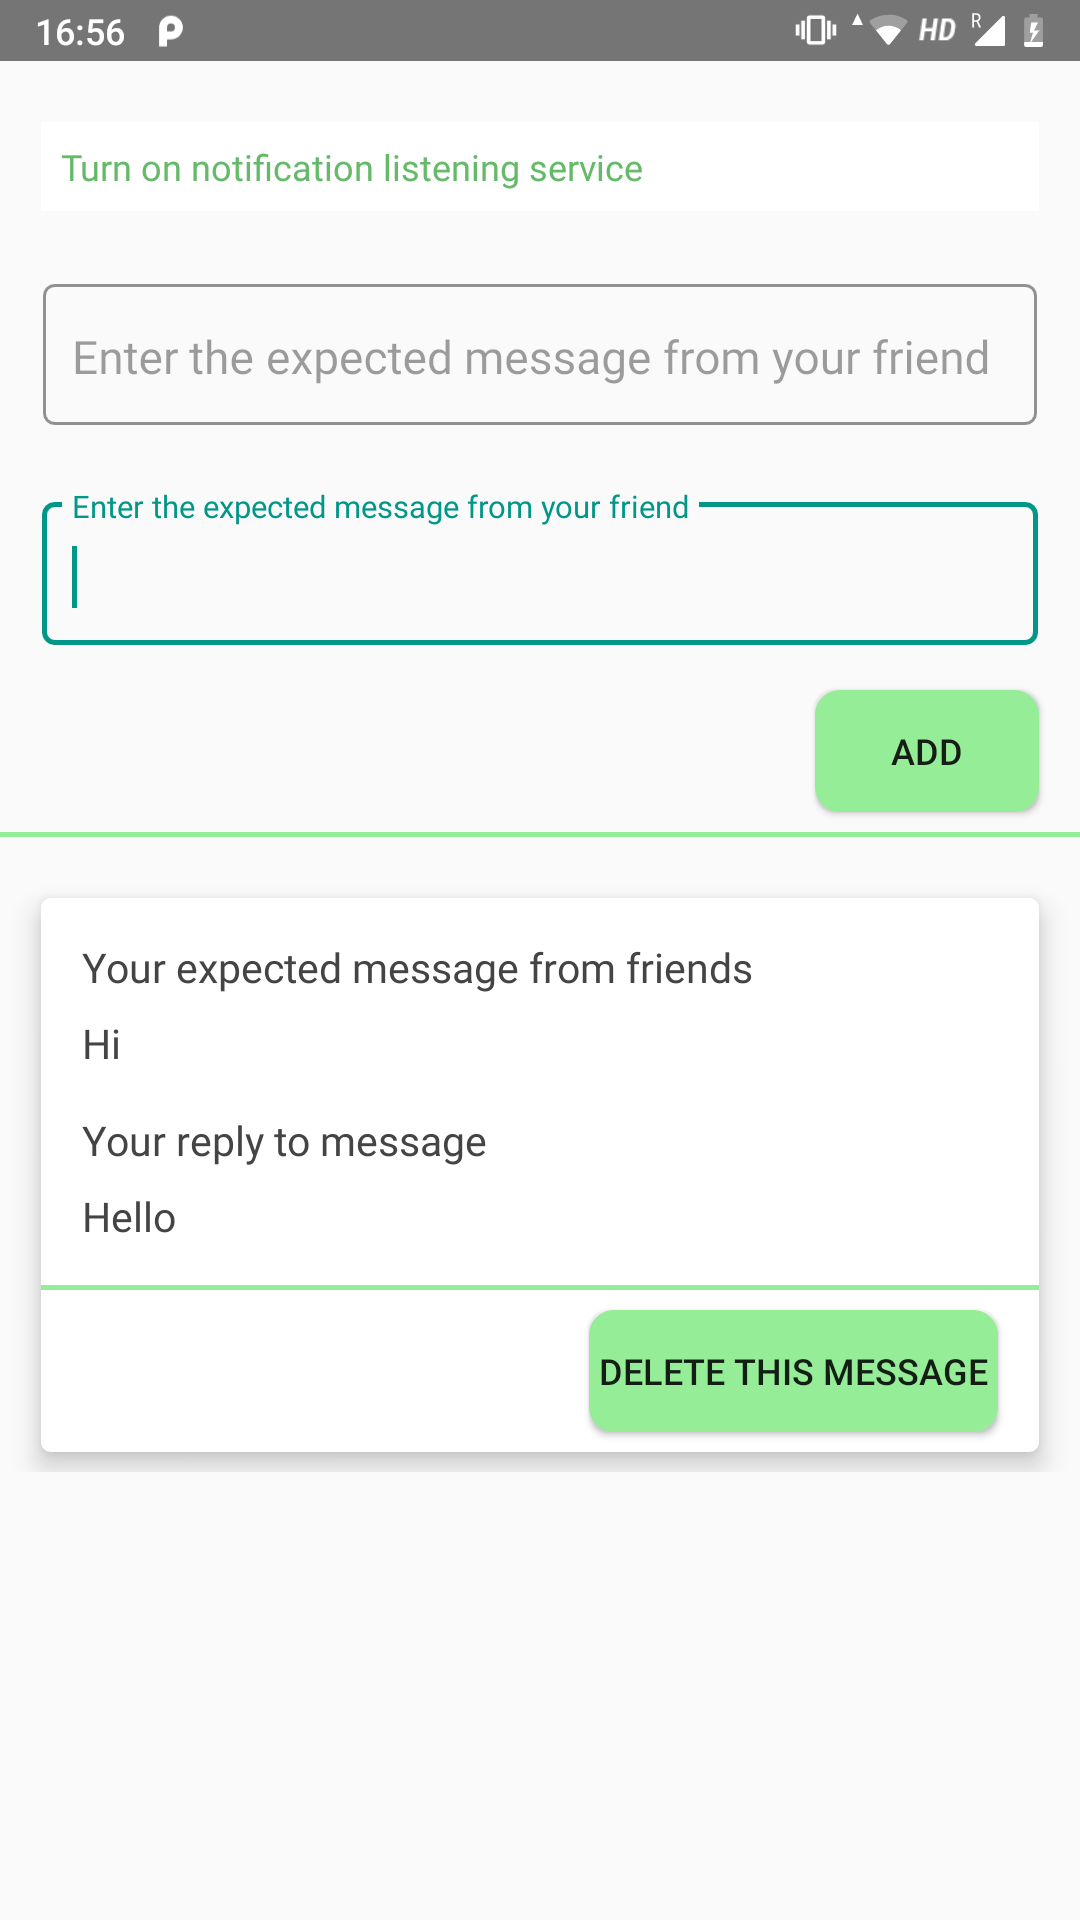 16:56 HD R
Turn on notification listening service
Enter the expected message from your friend
Enter the expected message from your friend
ADD
Your expected message from friends
Hi
Your reply to message
Hello
DELETE THIS MESSAGE